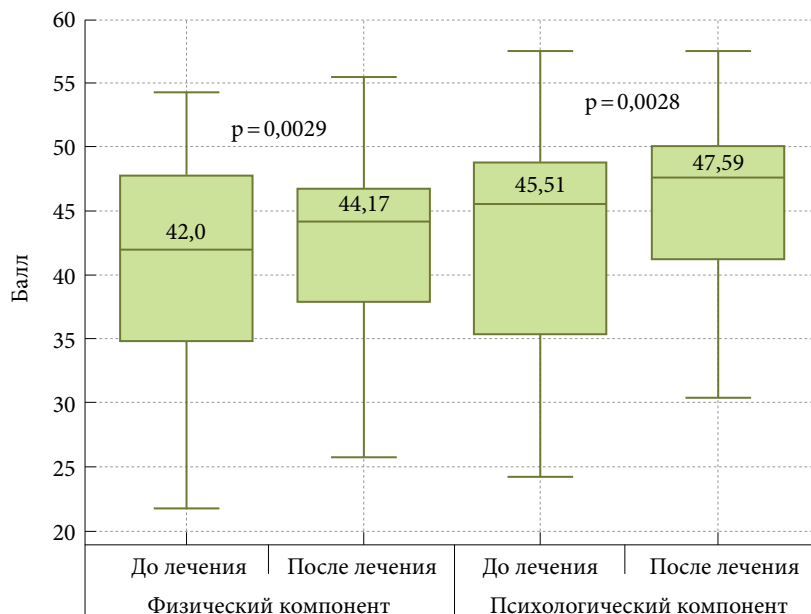 60
55
p = 0,0028
p = 0,0029
50
47,59
45,51
45
44,17
42,0
40
35
30
25
20
Балл
До лечения После лечения До лечения После лечения
Физический компонент Психологический компонент